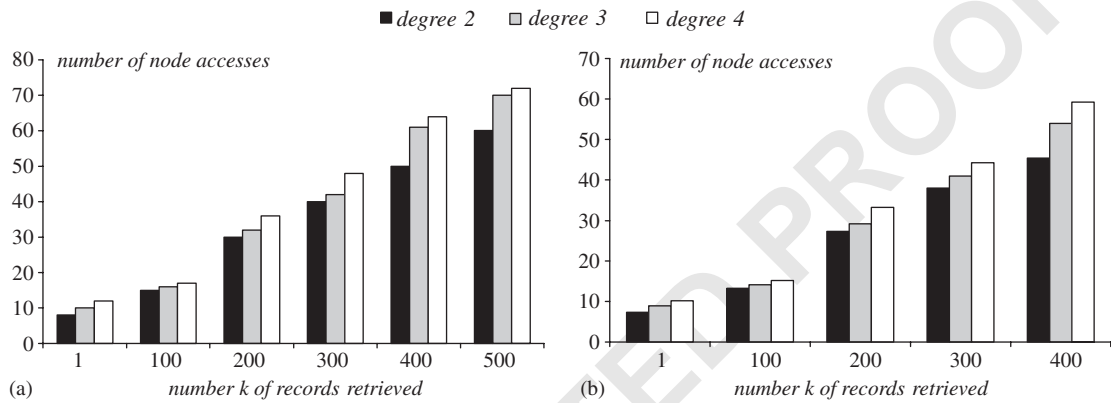 degree 2 degree 3 degree 4
number of node accesses
80
70
60
50
40
30
20
10
0
1 100 200 300 400 500
(a) number k of records retrieved
number of node accesses
70
60
50
40
30
20
10
0
1 100 200 300 400
(b) number k of records retrieved
TED PROOF